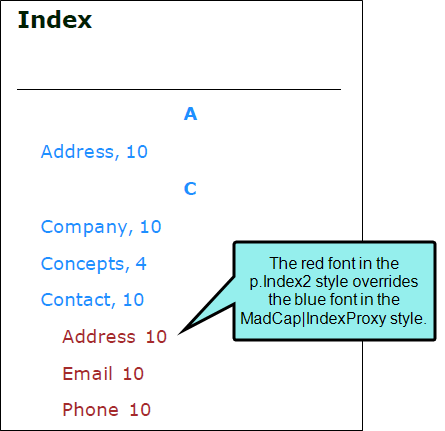 Index
A
Address, 10
C
Company, 10
Concepts, 4
Contact, 10
Address 10
Email 10
Phone 10
The red font in the
p.Index2 style overrides
the blue font in the
MadCap|IndexProxy style.